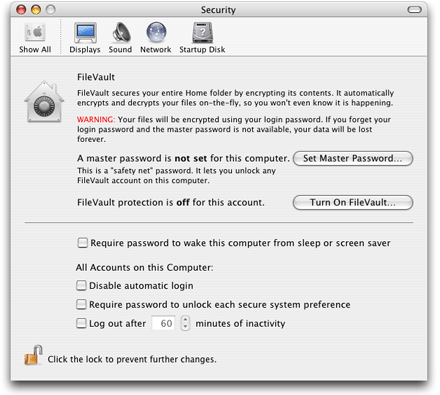 Security
Show All Displays Sound Network Startup Disk
FileVault
FileVault secures your entire Home folder by encrypting its contents. It automatically
encrypts and decrypts your files on-the-fly, so you won't even know it is happening.
WARNING: Your files will be encrypted using your login password. If you forget your
login password and the master password is not available, your data will be lost
forever.
A master password is not set for this computer. Set Master Password...
This is a "safety net" password. It lets you unlock any
FileVault account on this computer.
FileVault protection is off for this account. Turn On FileVault...
Require password to wake this computer from sleep or screen saver
All Accounts on this Computer:
Disable automatic login
Require password to unlock each secure system preference
Log out after 60 minutes of inactivity
Click the lock to prevent further changes.